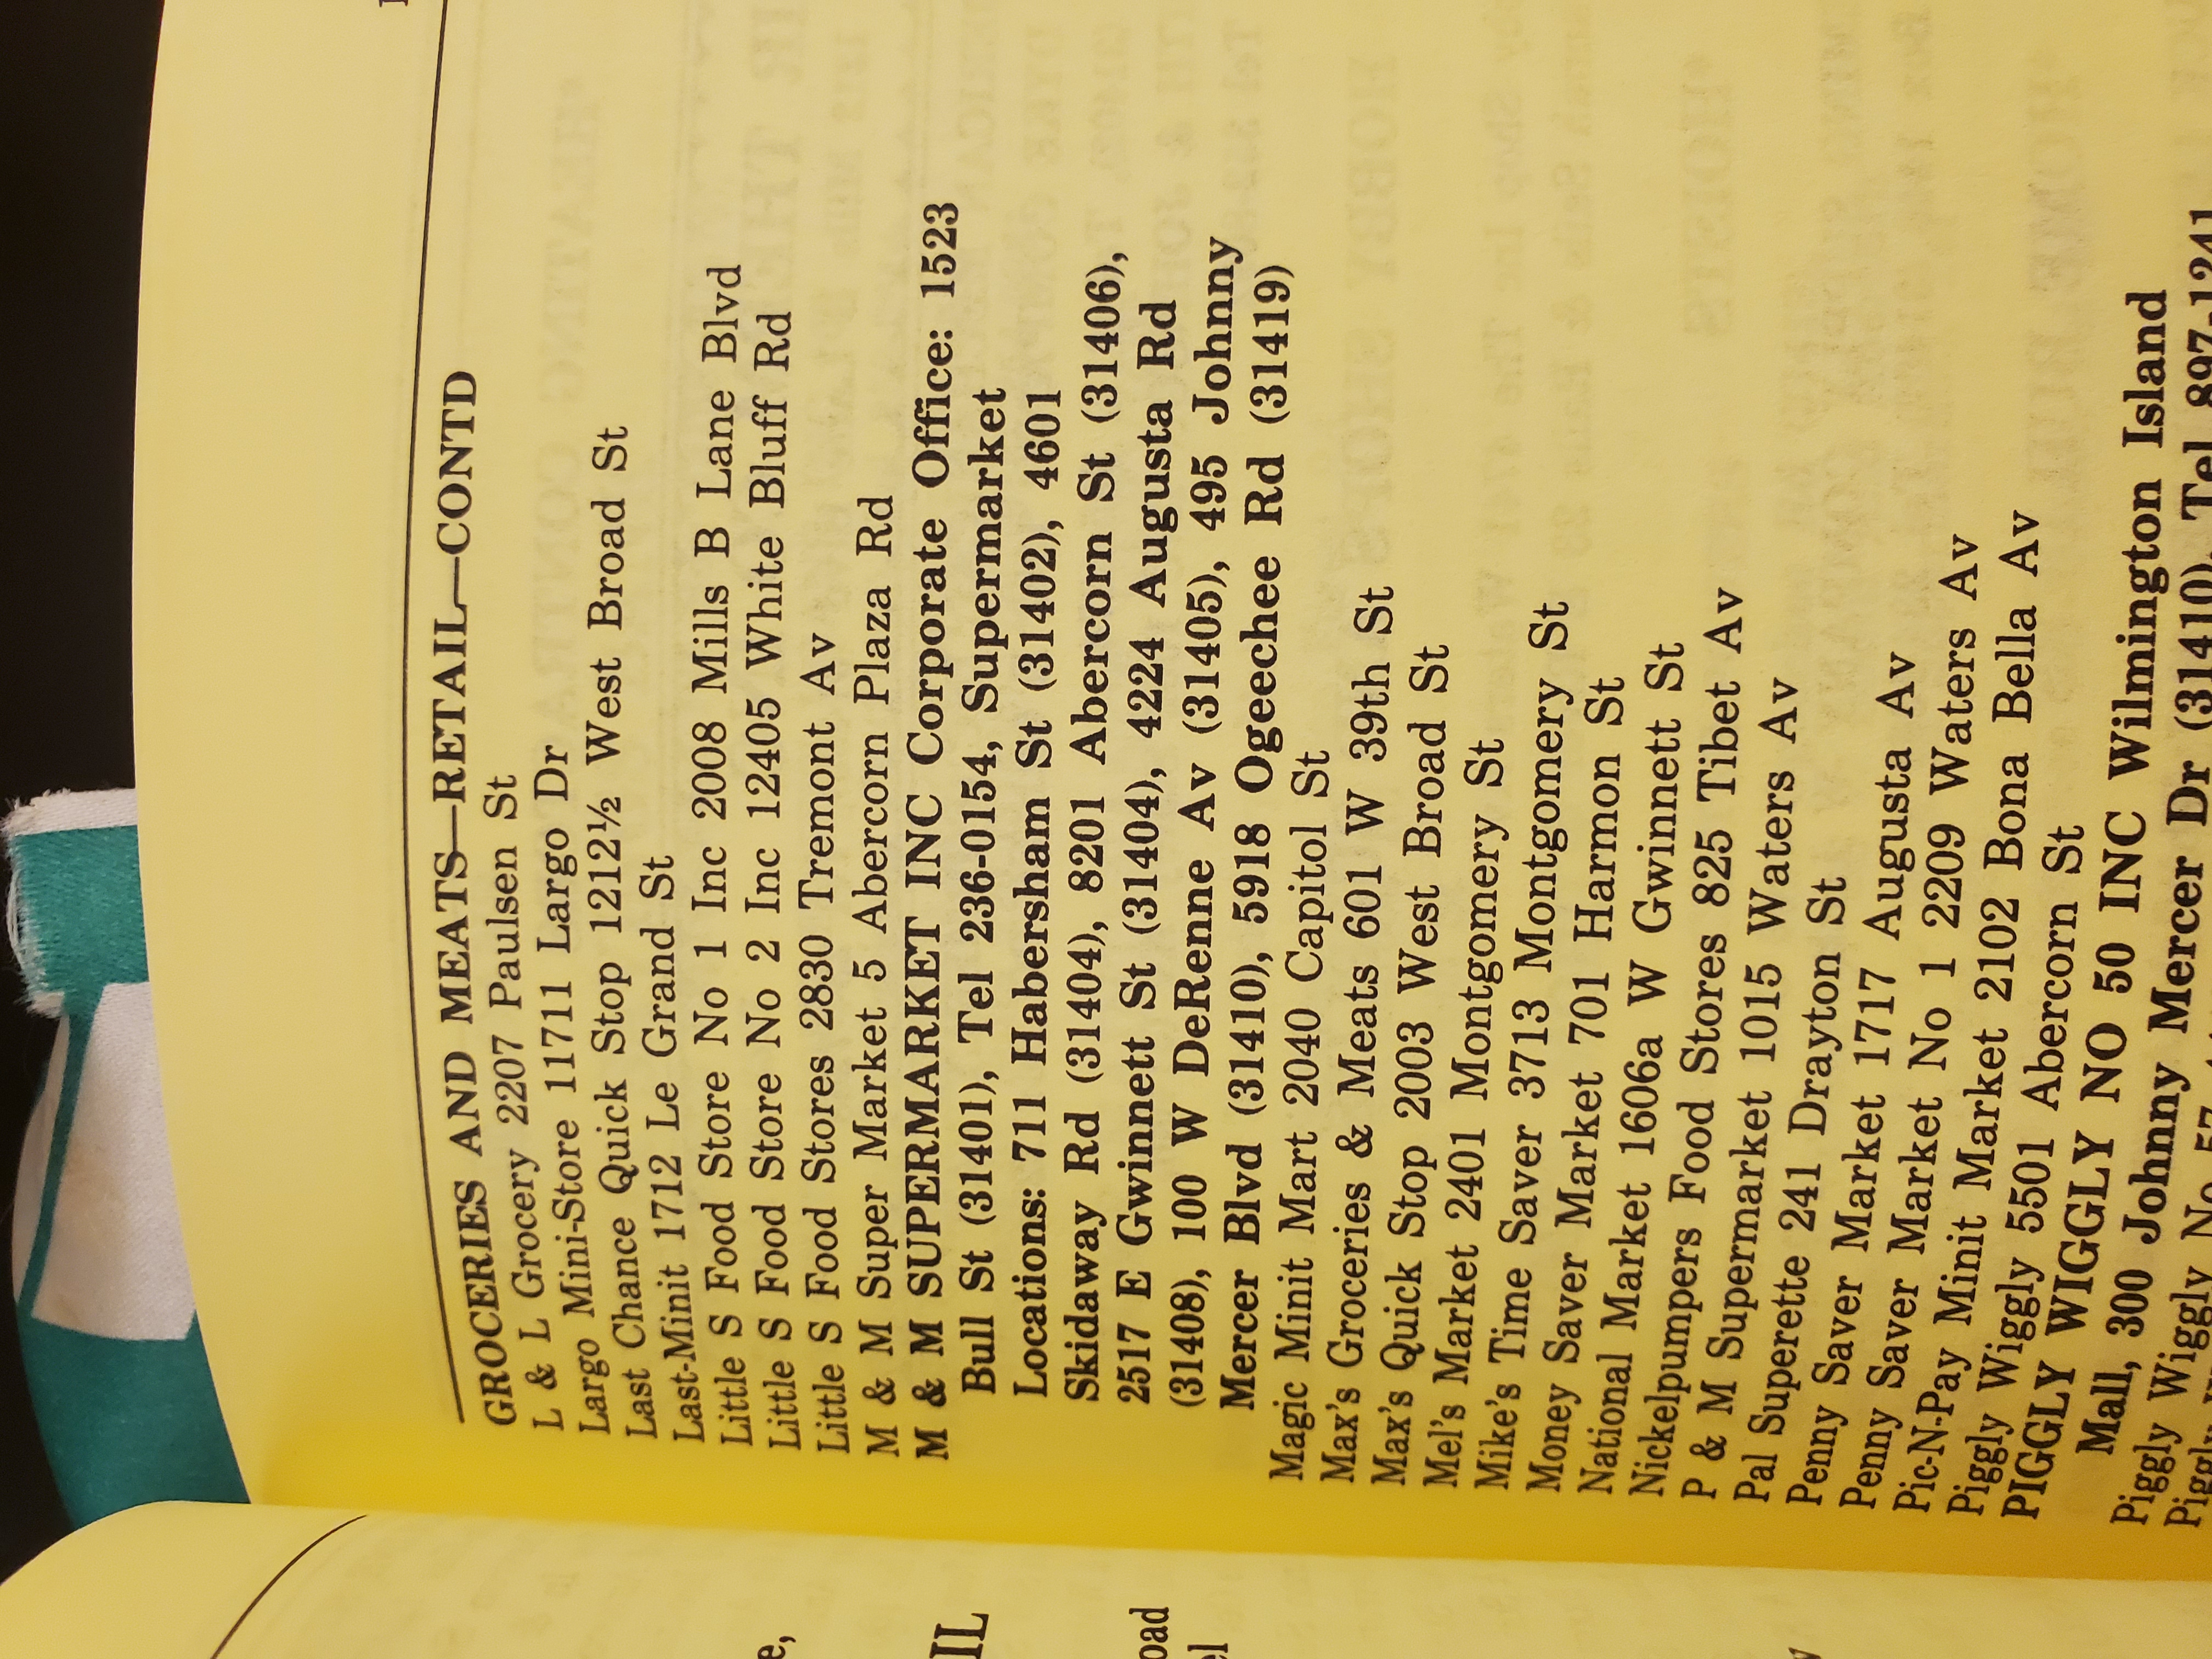 GROCERIES AND MEATS—RETAIL—CONTD
L & L Grocery 2207 Paulsen St
Largo Mini-Store 11711 Largo Dr
Last Chance Quick Stop 1212½ West Broad St
Last-Minit 1712 Le Grand St
Little S Food Store No 1 Inc 2008 Mills B Lane Blvd
Little S Food Store No 2 Inc 12405 White Bluff Rd
Little S Food Stores 2830 Tremont Av
M & M Super Market 5 Abercorn Plaza Rd
M & M SUPERMARKET INC Corporate Office: 1523
Bull St (31401), Tel 236-0154, Supermarket
Locations: 711 Habersham St (31402), 4601
Skidaway Rd (31404), 8201 Abercorn St (31406),
2517 E Gwinnett St (31404), 4224 Augusta Rd
(31408), 100 W DeRenne Av (31405), 495 Johnny
Mercer Blvd (31410), 5918 Ogeechee Rd (31419)
Magic Minit Mart 2040 Capitol St
Max's Groceries & Meats 601 W 39th St
Max's Quick Stop 2003 West Broad St
Mel's Market 2401 Montgomery St
Mike's Time Saver 3713 Montgomery St
Money Saver Market 701 Harmon St
National Market 1606a W Gwinnett St
Nickelpumpers Food Stores 825 Tibet Av
P & M Supermarket 1015 Waters Av
Pal Superette 241 Drayton St
Penny Saver Market 1717 Augusta Av
Penny Saver Market No 1 2209 Waters Av
Pic-N-Pay Minit Market 2102 Bona Bella Av
Piggly Wiggly 5501 Abercorn St
PIGGLY WIGGLY NO 50 INC Wilmington Island
Mall, 300 Johnny Mercer Dr (31410), Tel 897-1241
Piggly Wiggly No 57